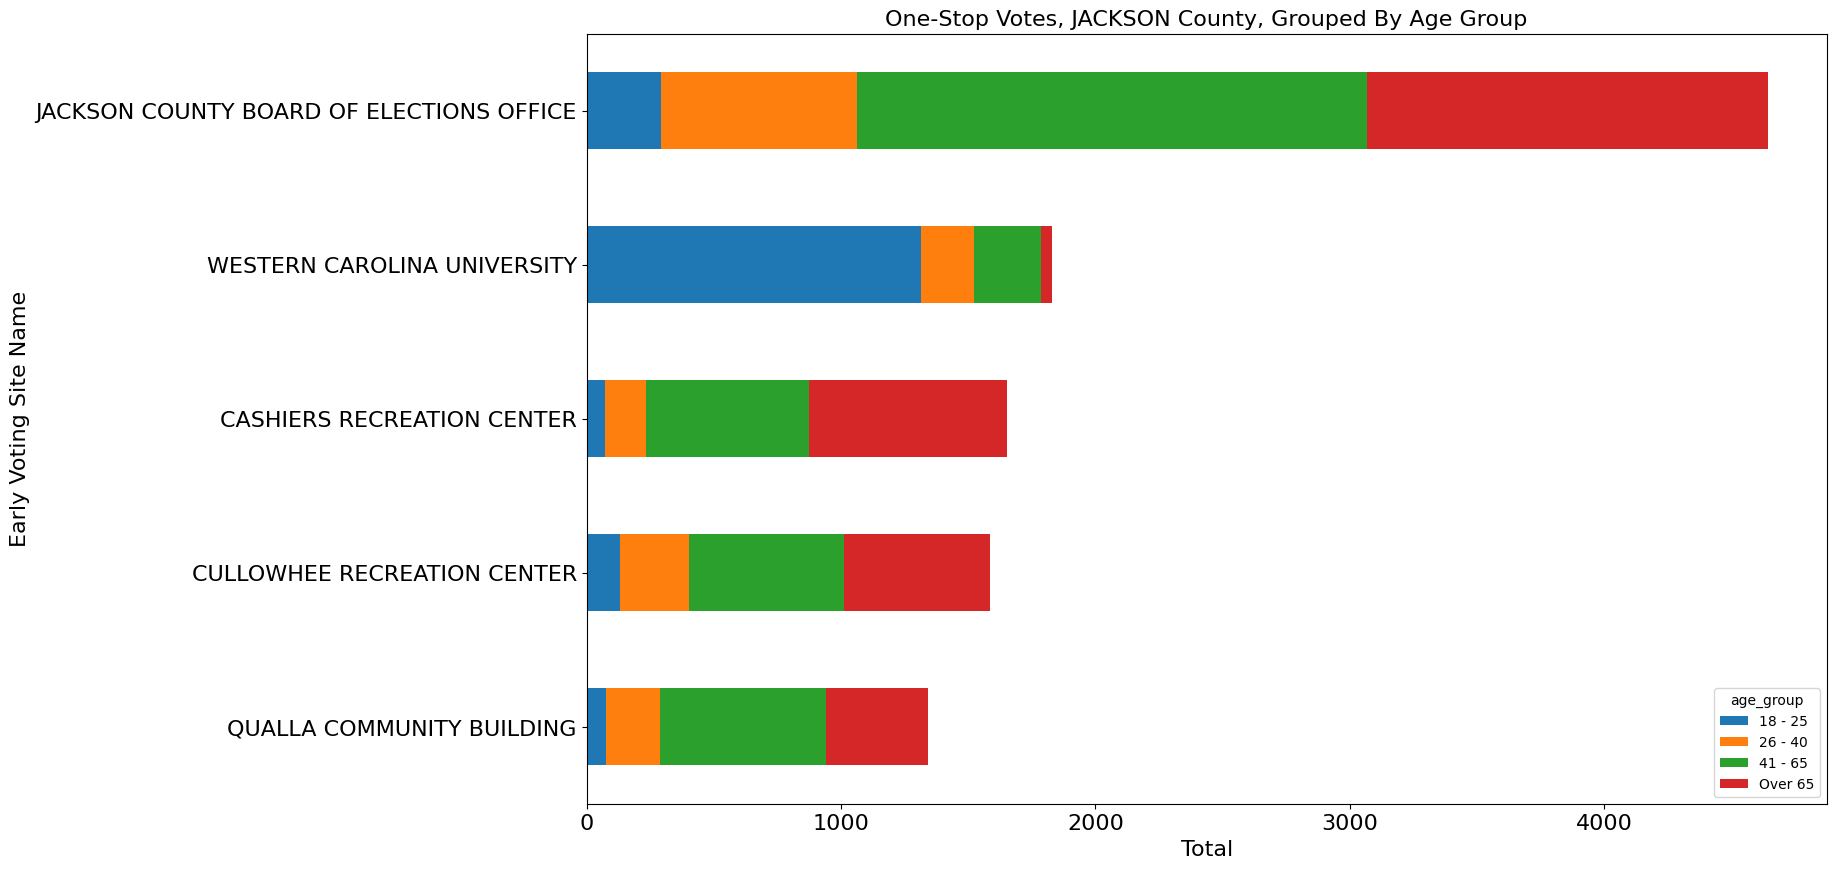 One-Stop Votes, JACKSON County, Grouped By Age Group
Early Voting Site Name
JACKSON COUNTY BOARD OF ELECTIONS OFFICE
WESTERN CAROLINA UNIVERSITY
CASHIERS RECREATION CENTER
CULLOWHEE RECREATION CENTER
QUALLA COMMUNITY BUILDING
age_group
18 - 25
26 - 40
41 - 65
Over 65
0 1000 2000 3000 4000
Total